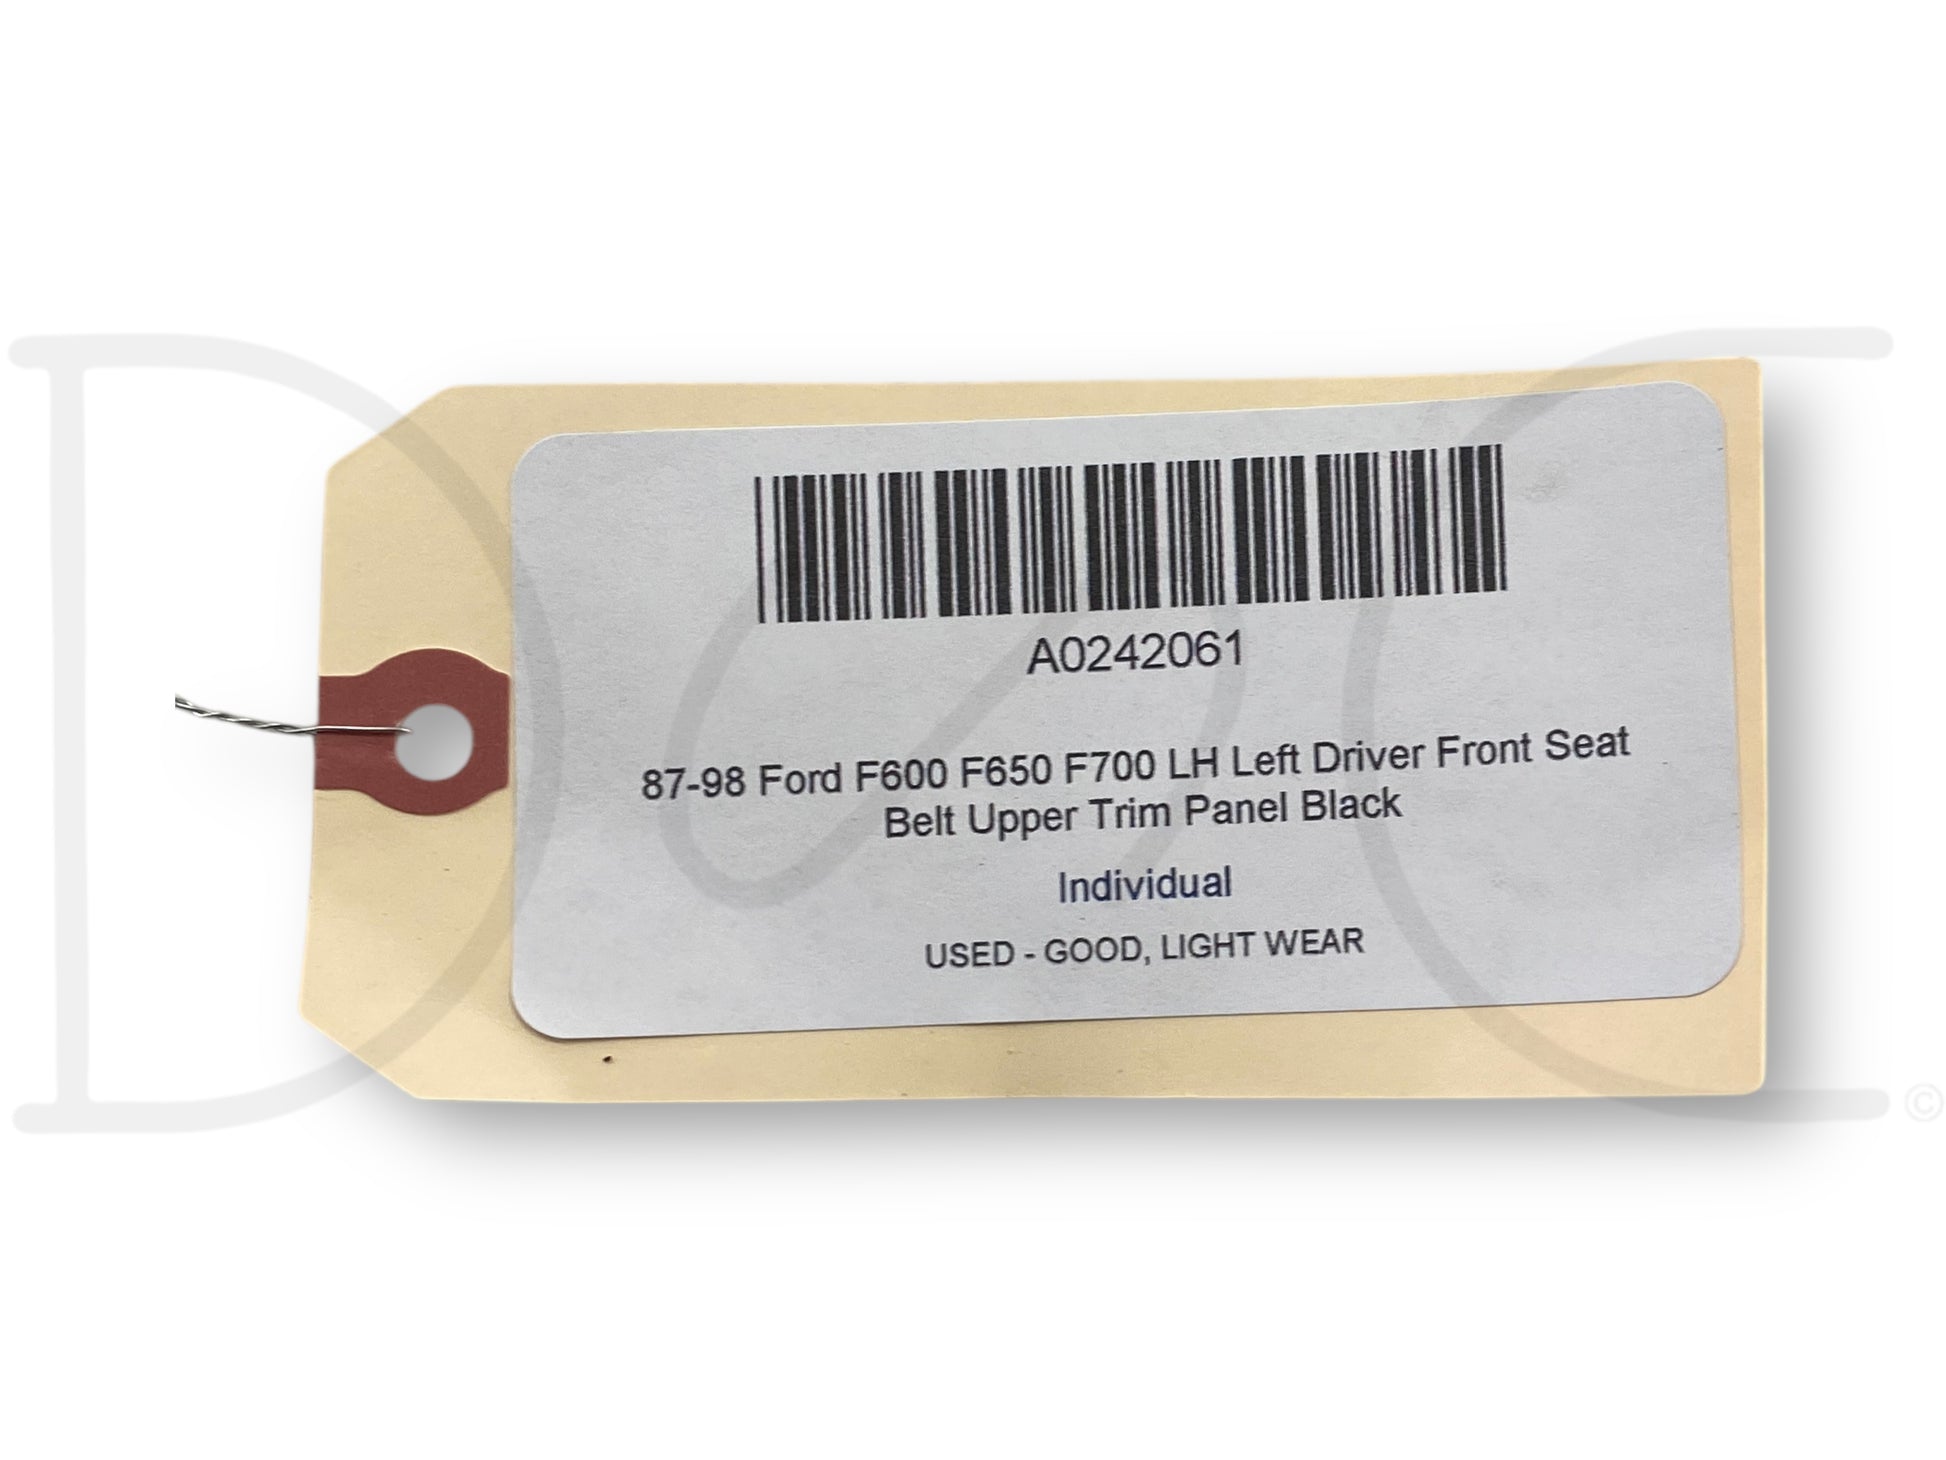 A0242061
87-98 Ford F600 F650 F700 LH Left Driver Front Seat
Belt Upper Trim Panel Black
Individual
USED - GOOD, LIGHT WEAR
©